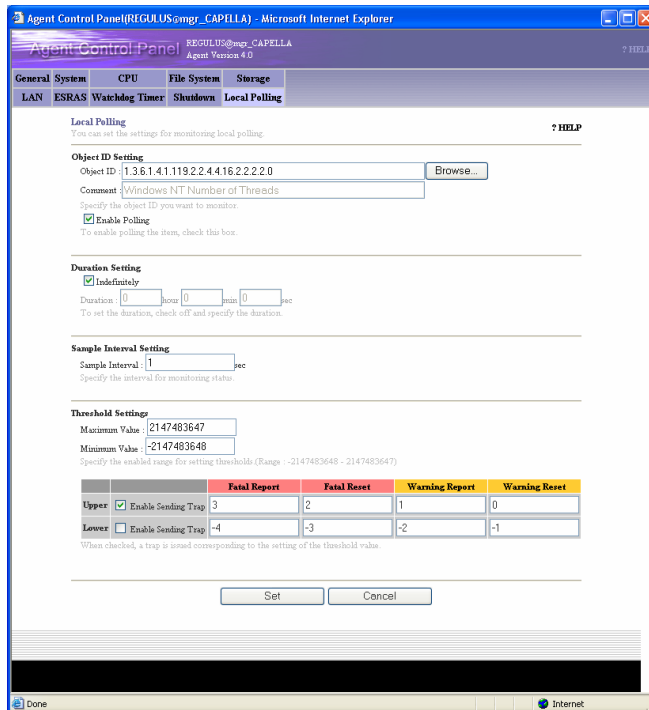 Agent Control Panel(REGULUS@mgr_CAPELLA) - Microsoft Internet Explorer
Agent Control Panel REGULUS@mgr_CAPELLA
Agent Version 4.0
? HELP
General System CPU File System Storage
LAN ESRAS Watchdog Timer Shutdown Local Polling
Local Polling
You can set the settings for monitoring local polling.
? HELP
Object ID Setting
Object ID : 1.3.6.1.4.1.119.2.2.4.4.16.2.2.2.2.0 Browse...
Comment : Windows NT Number of Threads
Specify the object ID you want to monitor.
Enable Polling
To enable polling the item, check this box.
Duration Setting
Indefinitely
Duration : 0 hour 0 min 0 sec
To set the duration, check off and specify the duration.
Sample Interval Setting
Sample Interval : 1 sec
Specify the interval for monitoring status.
Threshold Settings
Maximum Value : 2147483647
Minimum Value : -2147483648
Specify the enabled range for setting thresholds.(Range : -2147483648 - 2147483647)
Fatal Report Fatal Reset Warning Report Warning Reset
Upper Enable Sending Trap 3 2 1 0
Lower Enable Sending Trap -4 -3 -2 -1
When checked, a trap is issued corresponding to the setting of the threshold value.
Set Cancel
Done Internet